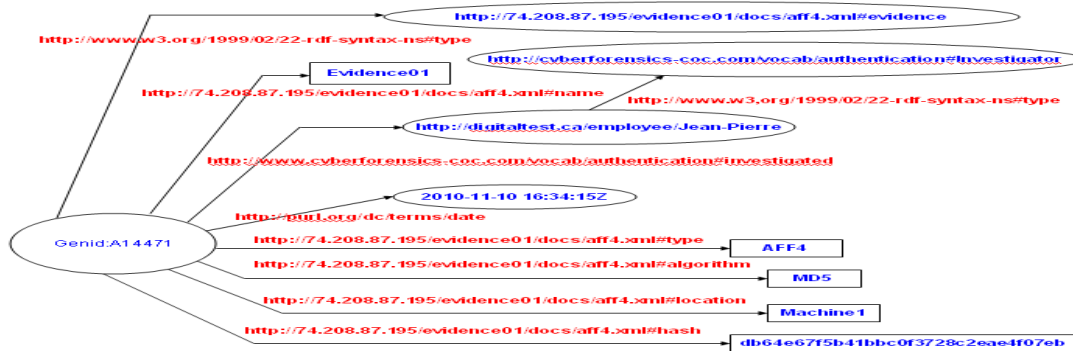 http://74.208.87.195/evidence01/docs/aff4.xml#evidence
http://www.w3.org/1999/02/22-rdf-syntax-ns#type
http://cyberforensics-coc.com/vocab/authentication#Investigator
Evidence01
http://74.208.87.195/evidence01/docs/aff4.xml#name
http://www.w3.org/1999/02/22-rdf-syntax-ns#type
http://digitaltest.ca/employee/Jean-Pierre
http://www.cyberforensics-coc.com/vocab/authentication#investigated
2010-11-10 16:34:15Z
http://purl.org/dc/terms/date
Genid:A14471
http://74.208.87.195/evidence01/docs/aff4.xml#type
AFF4
http://74.208.87.195/evidence01/docs/aff4.xml#algorithm
MD5
http://74.208.87.195/evidence01/docs/aff4.xml#location
Machine1
http://74.208.87.195/evidence01/docs/aff4.xml#hash
db64e67f5b41bbc0f3728c2eae4f07eb